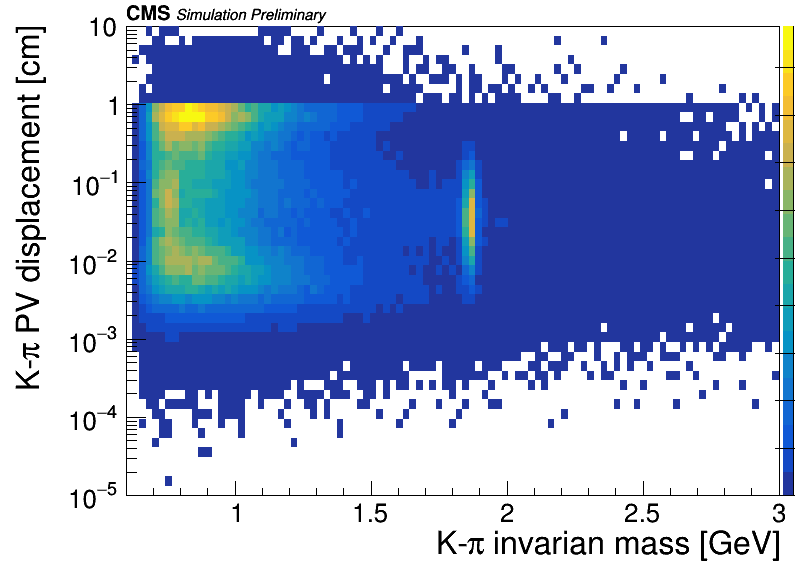 CMS Simulation Preliminary
K-π PV displacement [cm]
10
1
10⁻¹
10⁻²
10⁻³
10⁻⁴
10⁻⁵
1 1.5 2 2.5 3
K-π invarian mass [GeV]